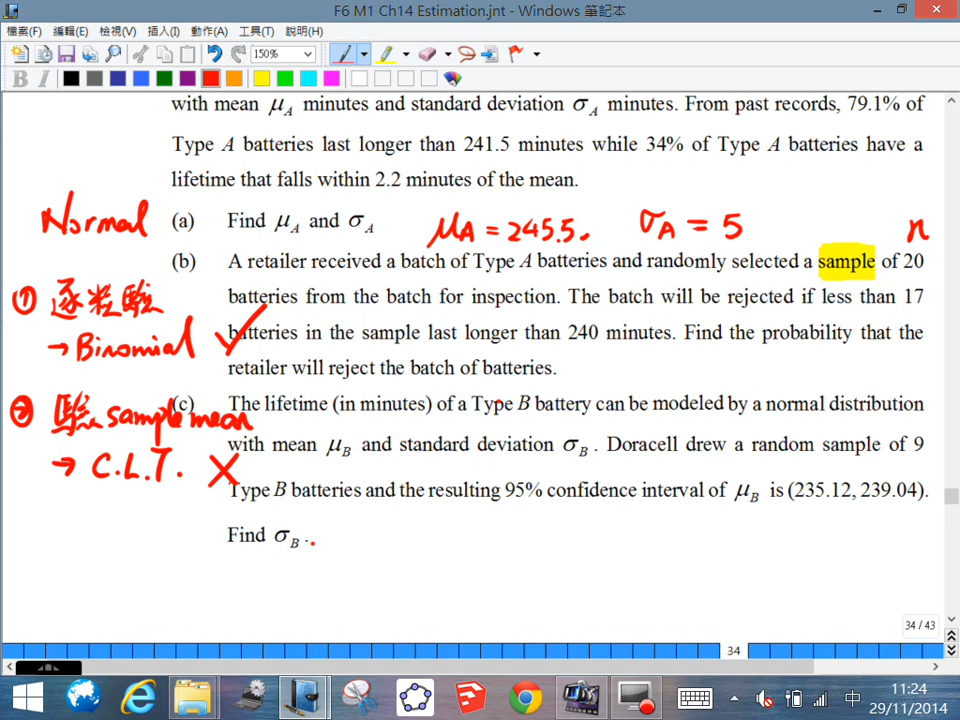 F6 M1 Ch14 Estimation.jnt - Windows 筆記本
檔案(F) 編輯(E) 檢視(V) 插入(I) 動作(A) 工具(T) 說明(H)
150%
B I
with mean μA minutes and standard deviation σA minutes. From past records, 79.1% of
Type A batteries last longer than 241.5 minutes while 34% of Type A batteries have a
lifetime that falls within 2.2 minutes of the mean.
Normal (a) Find μA and σA μA = 245.5. σA = 5 n
(b) A retailer received a batch of Type A batteries and randomly selected a sample of 20
① 逐粒驗 batteries from the batch for inspection. The batch will be rejected if less than 17
→ Binomial ✓ batteries in the sample last longer than 240 minutes. Find the probability that the
retailer will reject the batch of batteries.
(c) The lifetime (in minutes) of a Type B battery can be modeled by a normal distribution
② 驗 sample mean with mean μB and standard deviation σB. Doracell drew a random sample of 9
→ C.L.T. ✗ Type B batteries and the resulting 95% confidence interval of μB is (235.12, 239.04).
Find σB.
34 / 43
34
中 11:24
29/11/2014